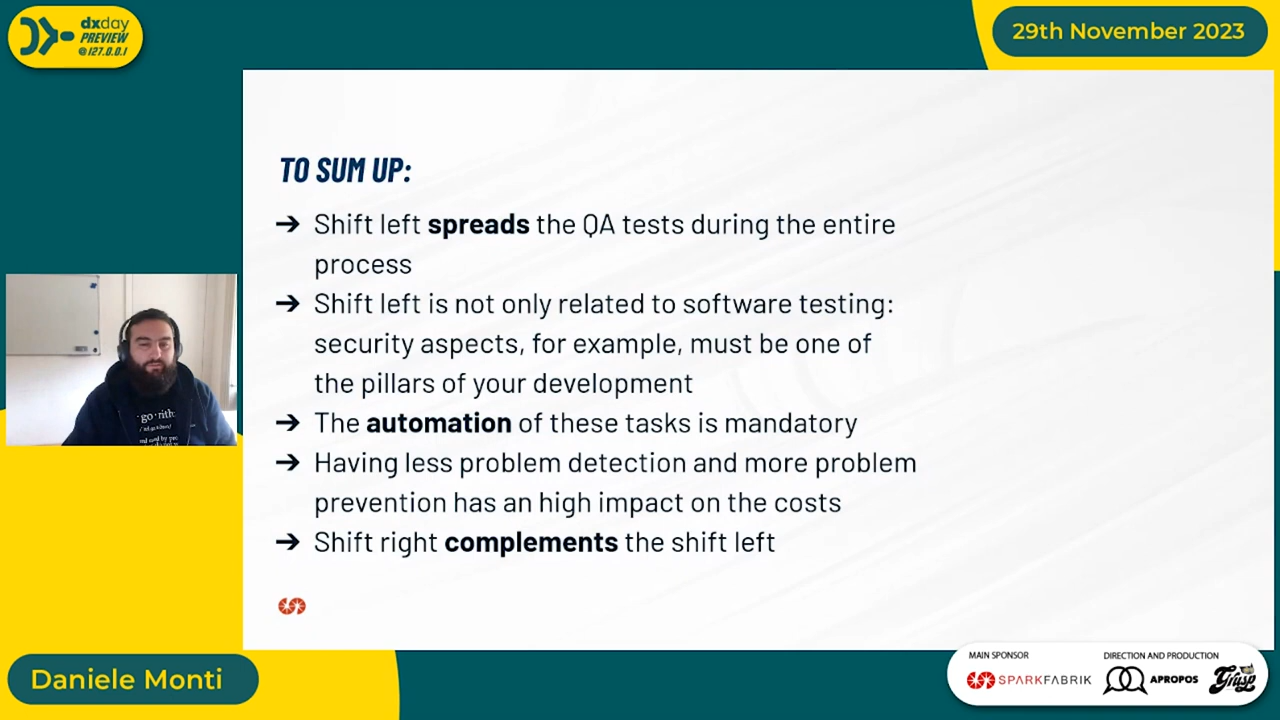 dxday
PREVIEW
@127.0.0.1
29th November 2023
TO SUM UP:
➔ Shift left spreads the QA tests during the entire
process
➔ Shift left is not only related to software testing:
security aspects, for example, must be one of
the pillars of your development
➔ The automation of these tasks is mandatory
➔ Having less problem detection and more problem
prevention has an high impact on the costs
➔ Shift right complements the shift left
go·rith
Daniele Monti
MAIN SPONSOR
SPARKFABRIK
DIRECTION AND PRODUCTION
APROPOS
Grusp